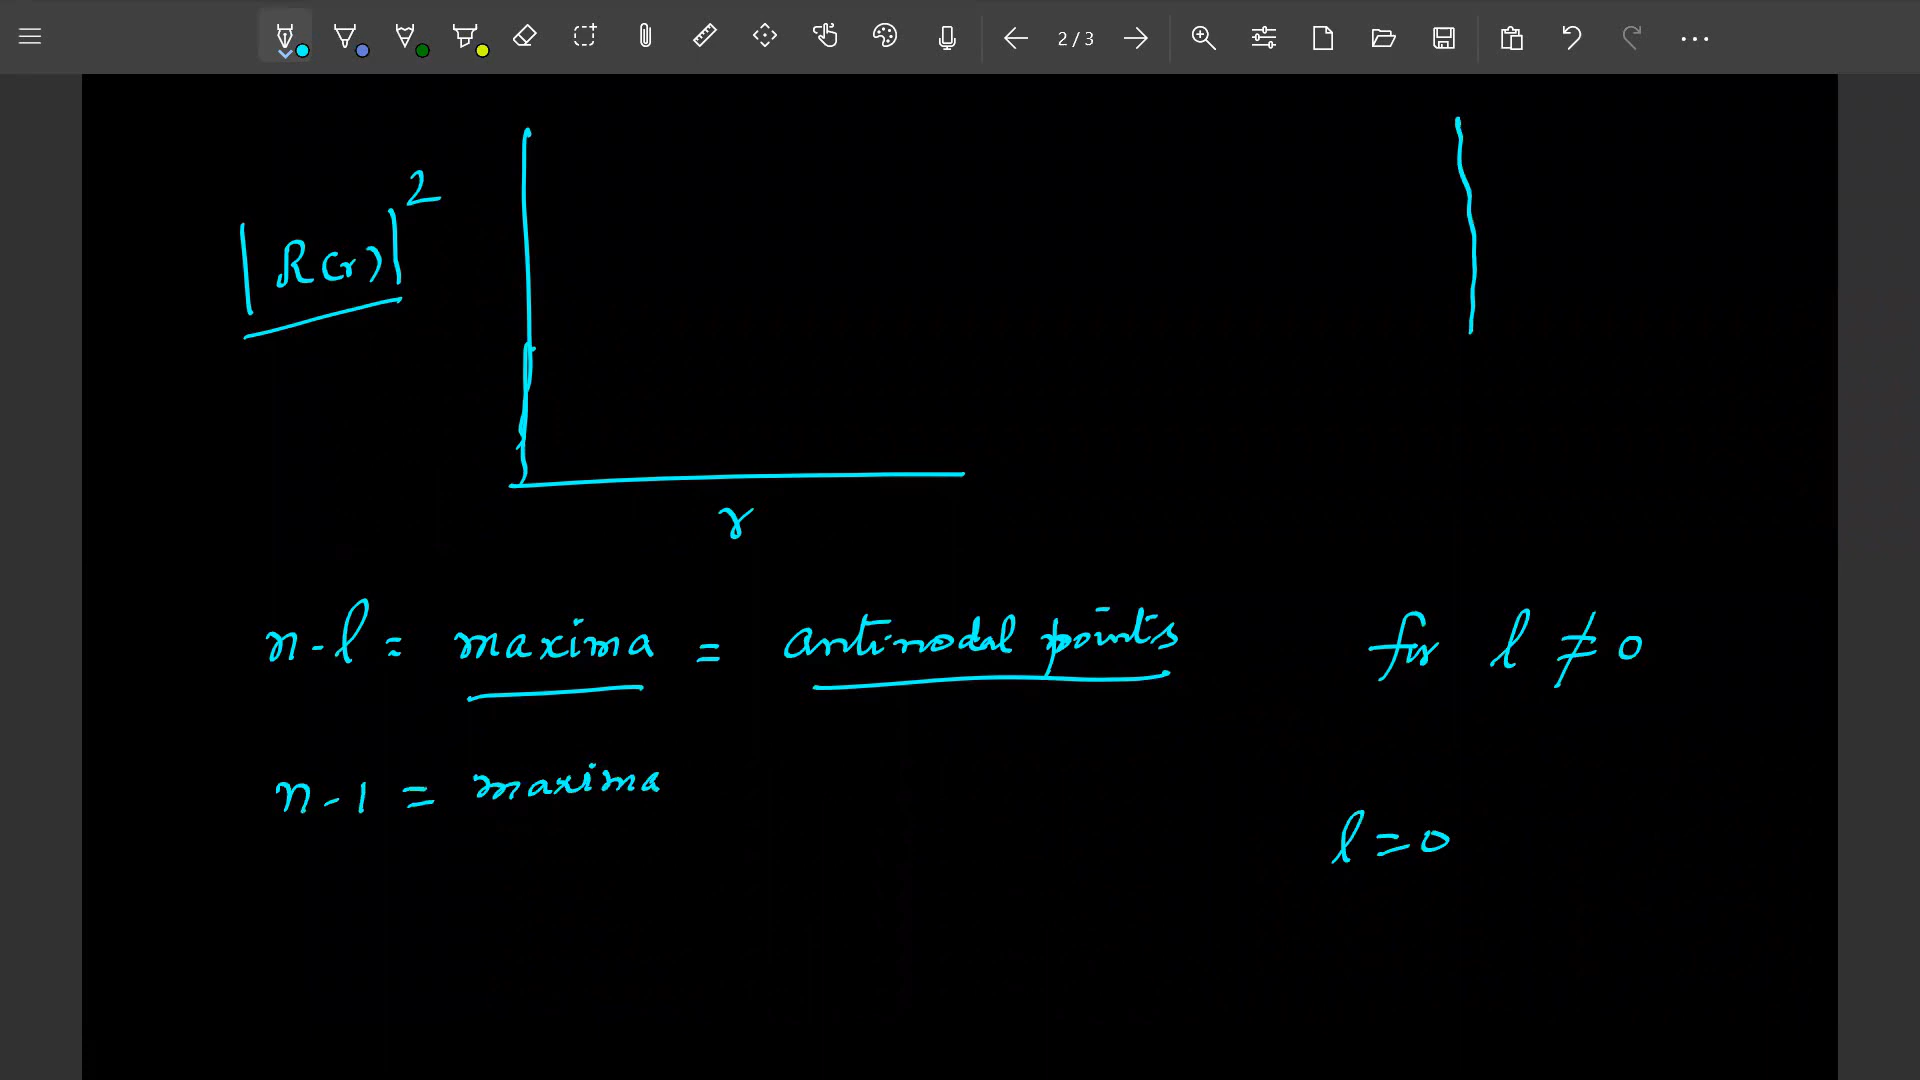 2 / 3
|R(r)|²
r
n-l = maxima = antinodal points for l ≠ 0
n-1 = maxima
l=0